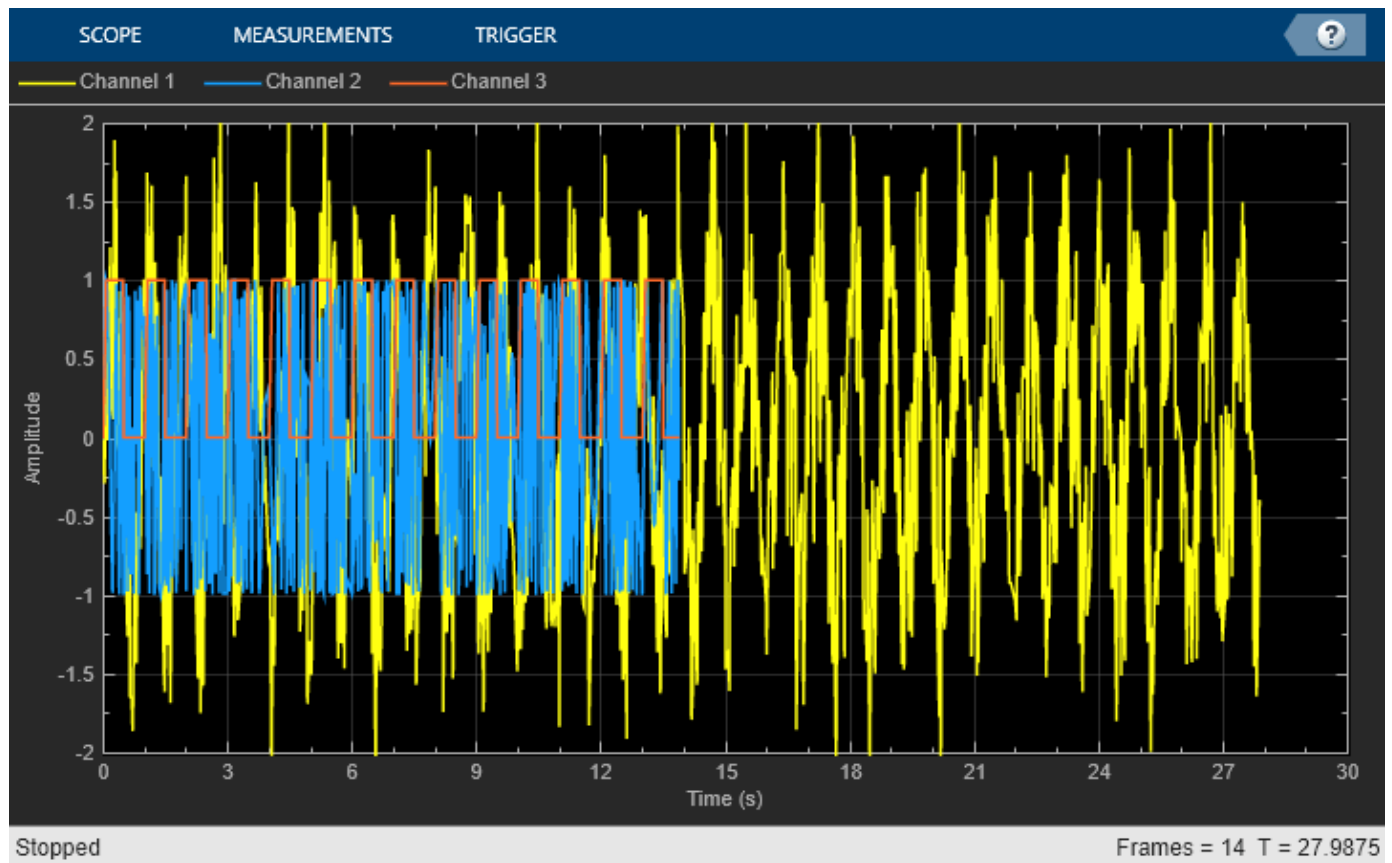 SCOPE MEASUREMENTS TRIGGER ?
Channel 1 Channel 2 Channel 3
2
1.5
1
0.5
0
-0.5
-1
-1.5
-2
Amplitude
0 3 6 9 12 15 18 21 24 27 30
Time (s)
Stopped Frames = 14 T = 27.9875